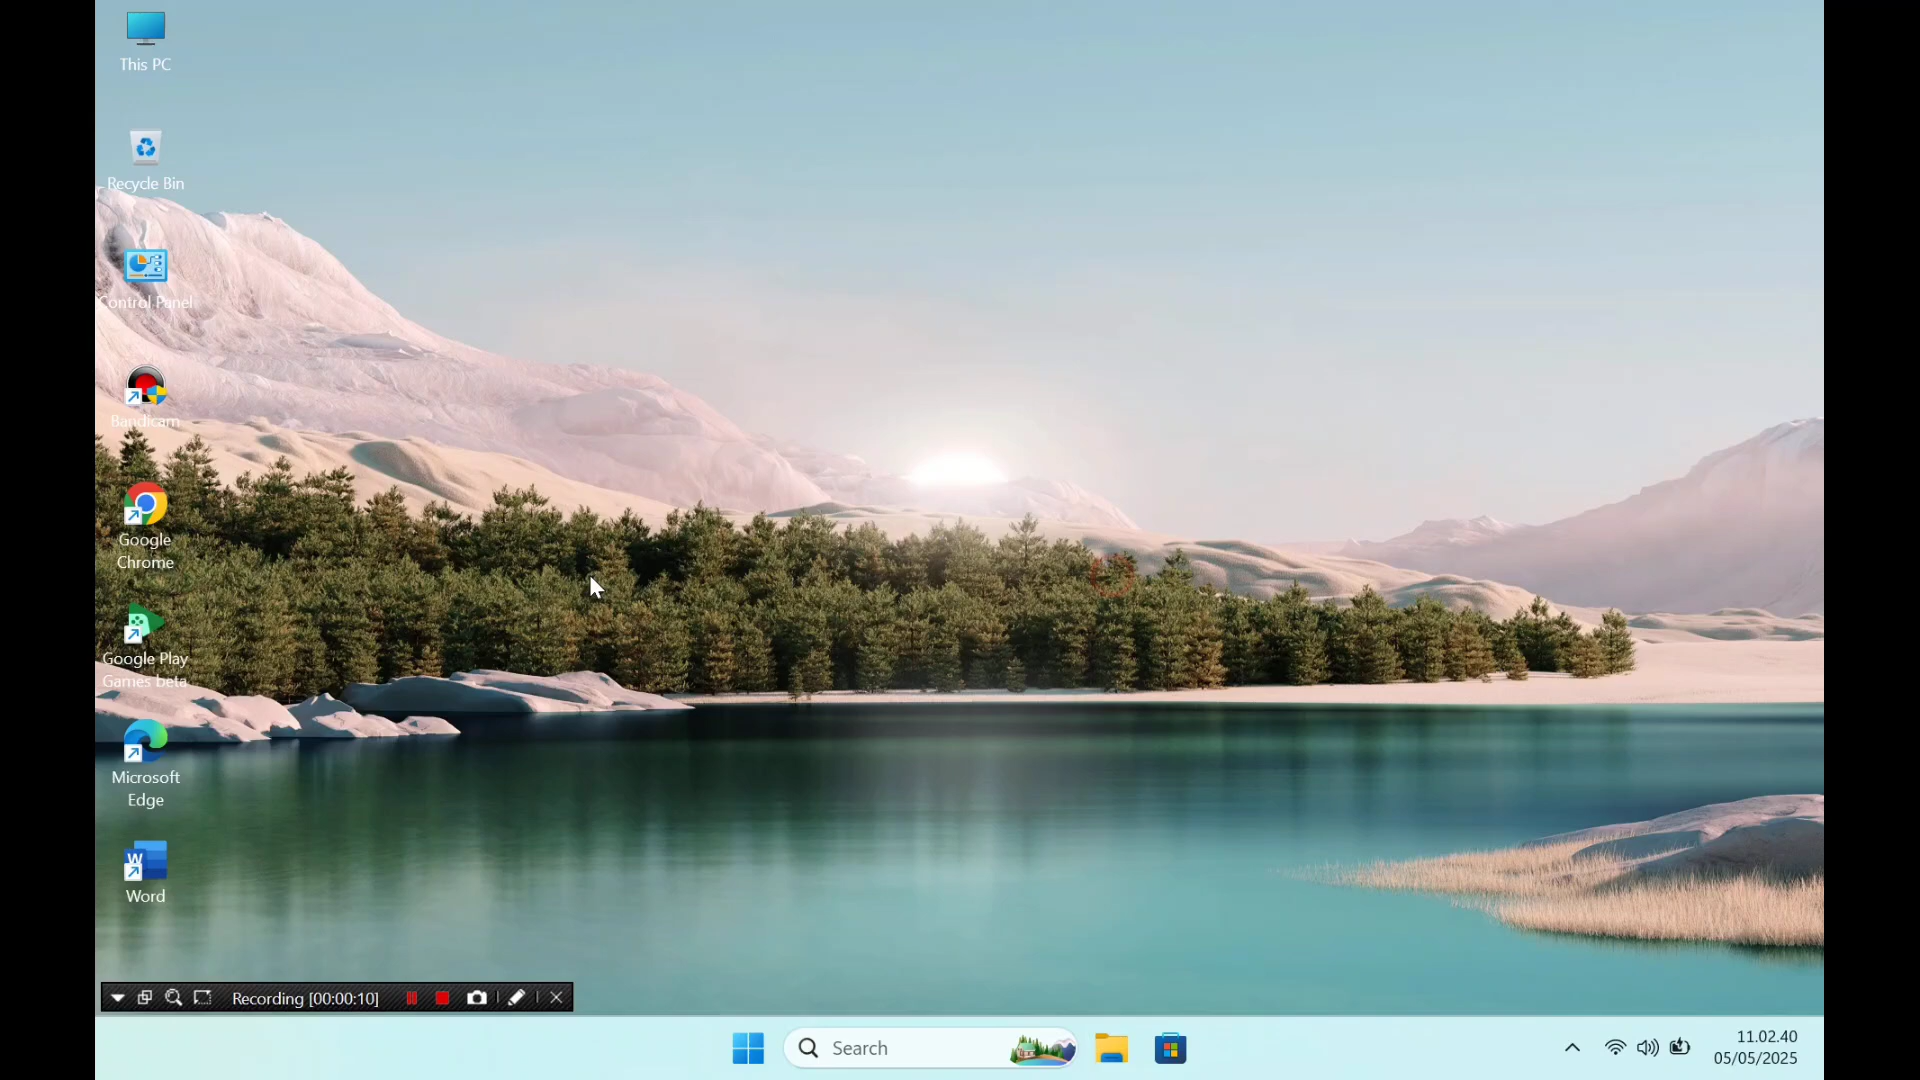 This PC
Recycle Bin
Control Panel
Bandicam
Google
Chrome
Google Play
Games beta
Microsoft
Edge
W
Word
Recording [00:00:10]
Search
11.02.40
05/05/2025